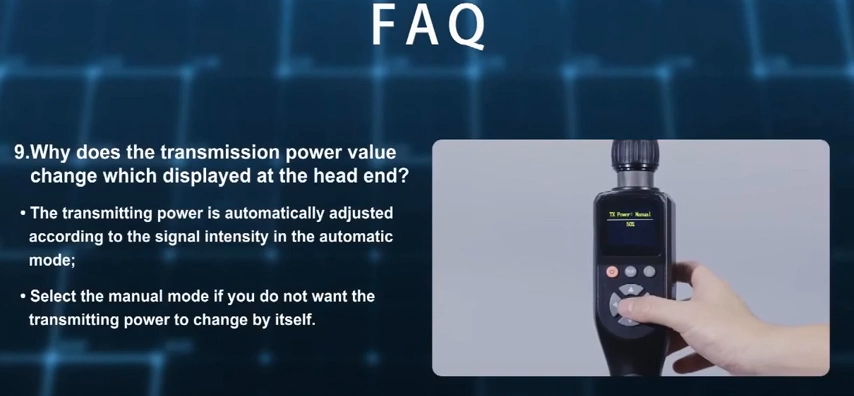 FAQ
9.Why does the transmission power value
change which displayed at the head end?
• The transmitting power is automatically adjusted
according to the signal intensity in the automatic
mode;
• Select the manual mode if you do not want the
transmitting power to change by itself.
TX Power: Manual
50%